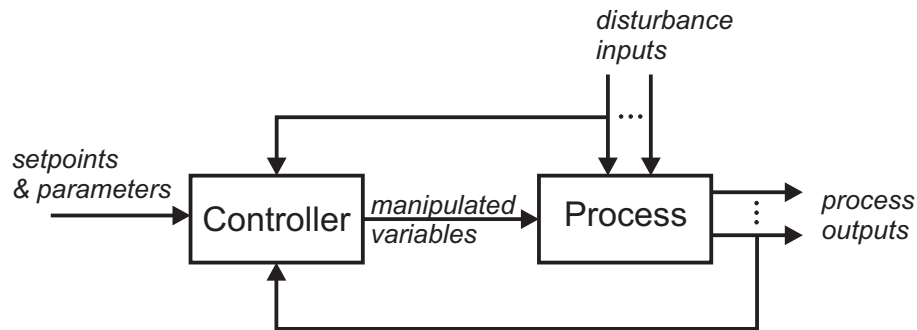 disturbance
inputs
...
setpoints
& parameters
Controller
manipulated
variables
Process
process
outputs